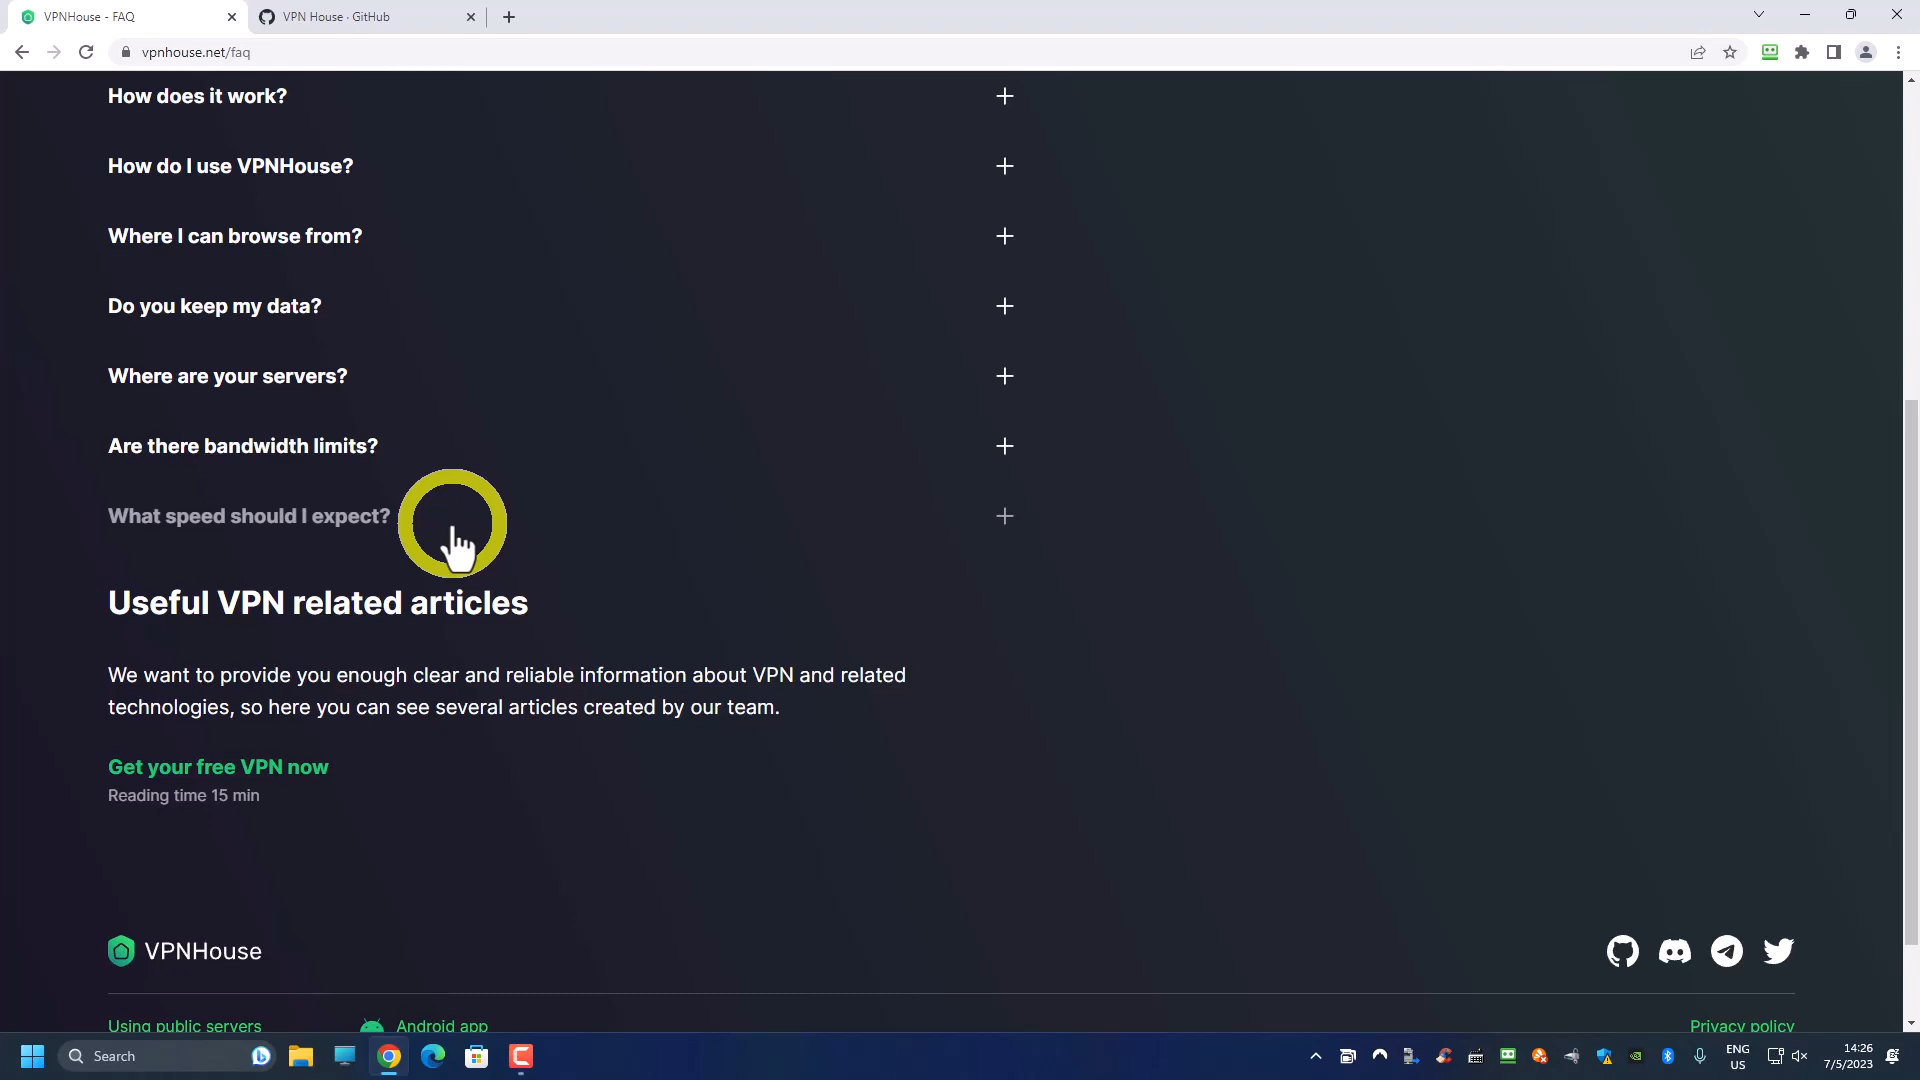 VPNHouse - FAQ
VPN House · GitHub
vpnhouse.net/faq
How does it work?
How do I use VPNHouse?
Where I can browse from?
Do you keep my data?
Where are your servers?
Are there bandwidth limits?
What speed should I expect?
Useful VPN related articles
We want to provide you enough clear and reliable information about VPN and related
technologies, so here you can see several articles created by our team.
Get your free VPN now
Reading time 15 min
VPNHouse
Using public servers
Android app
Privacy policy
Search
ENG
US
14:26
7/5/2023